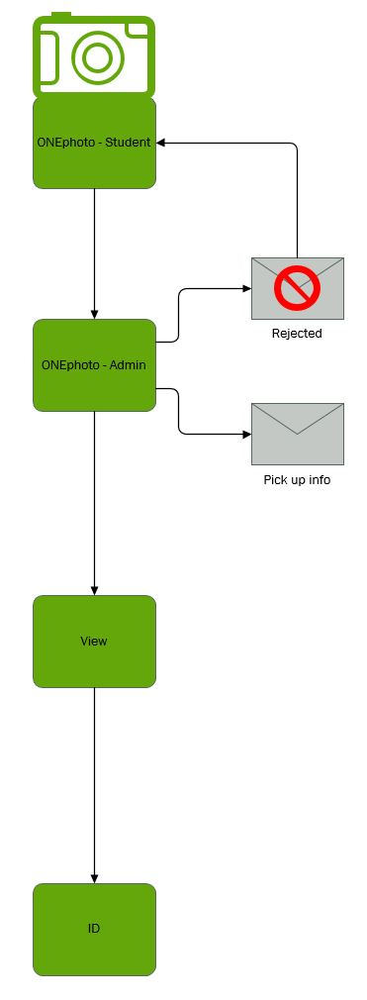 ONEphoto - Student
Rejected
ONEphoto - Admin
Pick up info
View
ID